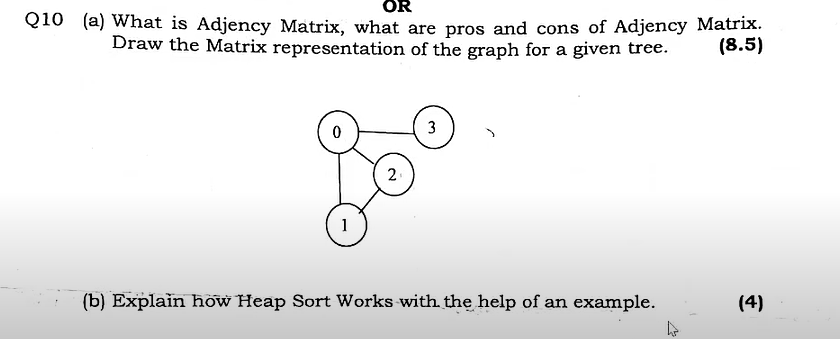 OR
Q10 (a) What is Adjency Matrix, what are pros and cons of Adjency Matrix.
Draw the Matrix representation of the graph for a given tree. (8.5)
0
3
2
1
(b) Explain how Heap Sort Works with the help of an example. (4)